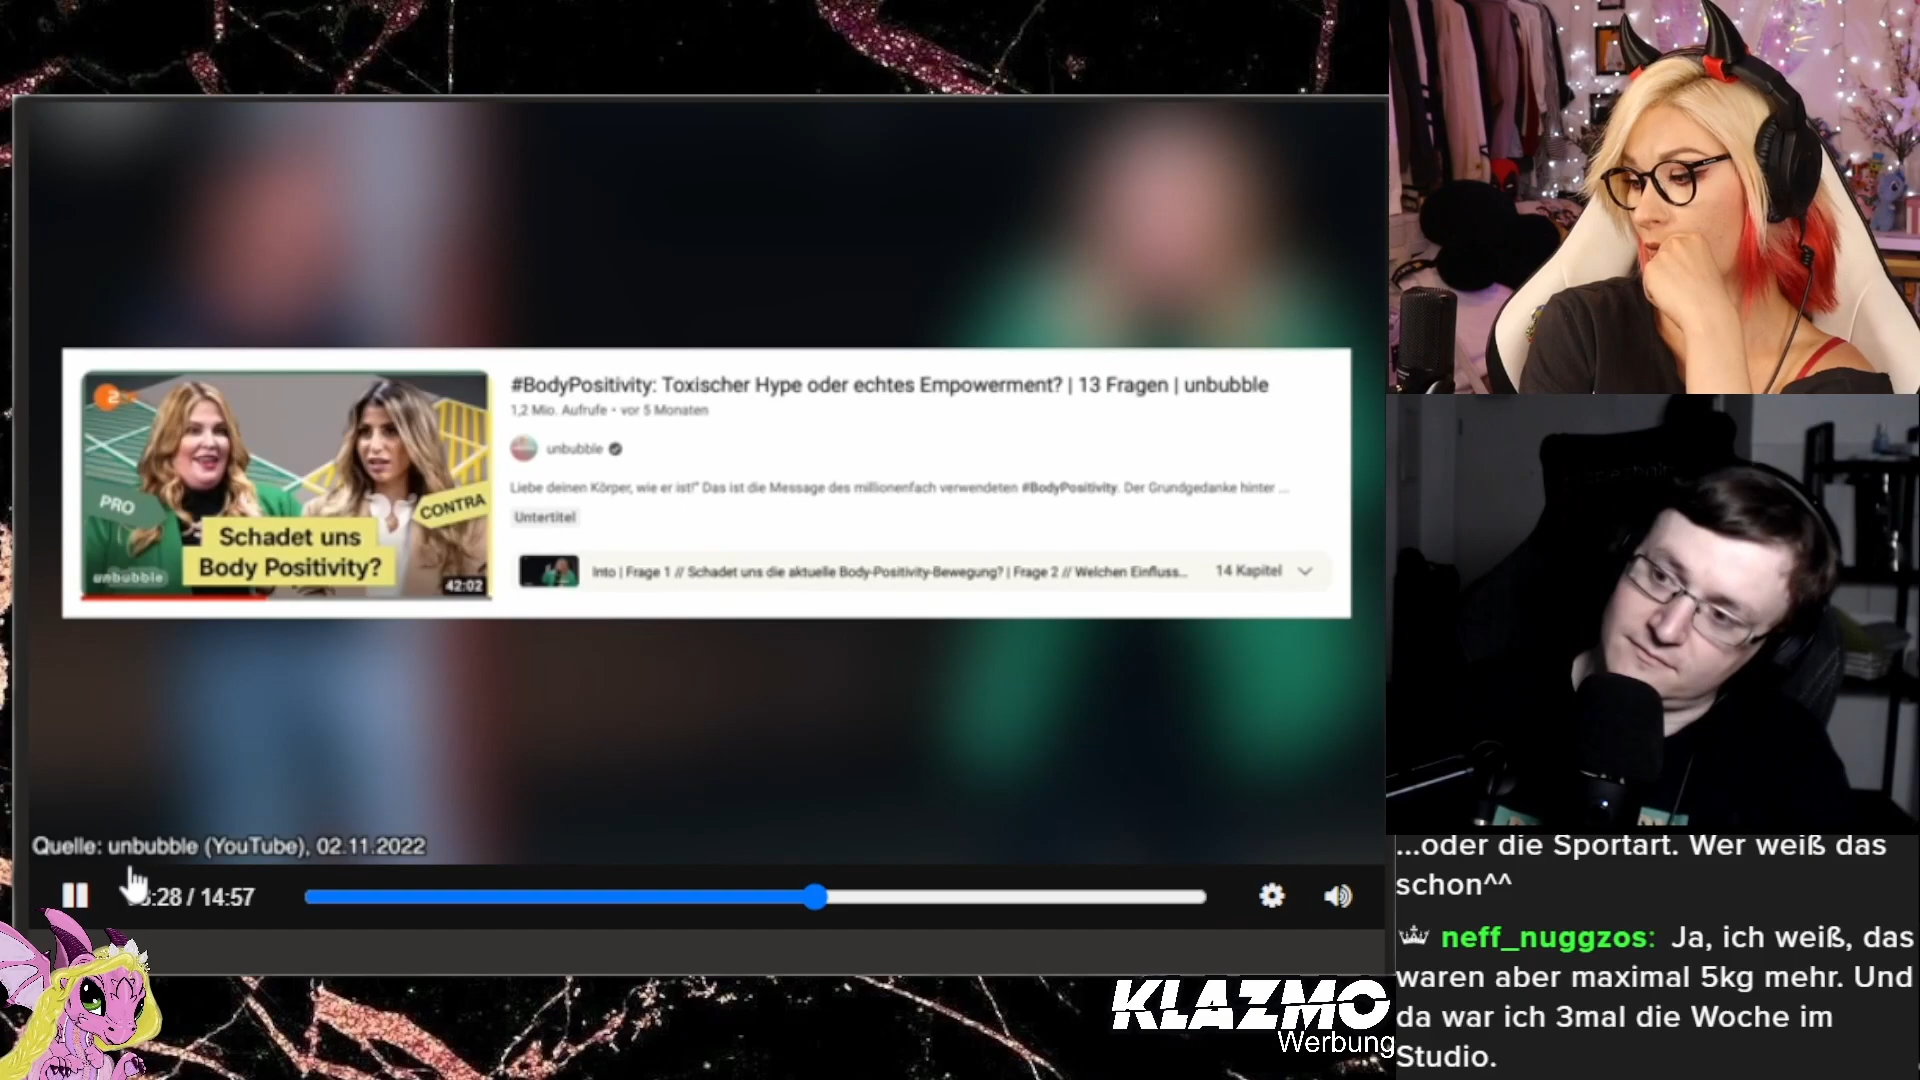 #BodyPositivity: Toxischer Hype oder echtes Empowerment? | 13 Fragen | unbubble
1,2 Mio. Aufrufe • vor 5 Monaten
unbubble
Liebe deinen Körper, wie er ist!" Das ist die Message des millionenfach verwendeten #BodyPositivity. Der Grundgedanke hinter ...
Untertitel
Into | Frage 1 // Schadet uns die aktuelle Body-Positivity-Bewegung? | Frage 2 // Welchen Einfluss...
14 Kapitel
PRO
CONTRA
Schadet uns
Body Positivity?
unbubble
42:02
Quelle: unbubble (YouTube), 02.11.2022
:28 / 14:57
KLAZMO
Werbung
...oder die Sportart. Wer weiß das
schon^^
neff_nuggzos: Ja, ich weiß, das
waren aber maximal 5kg mehr. Und
da war ich 3mal die Woche im
Studio.